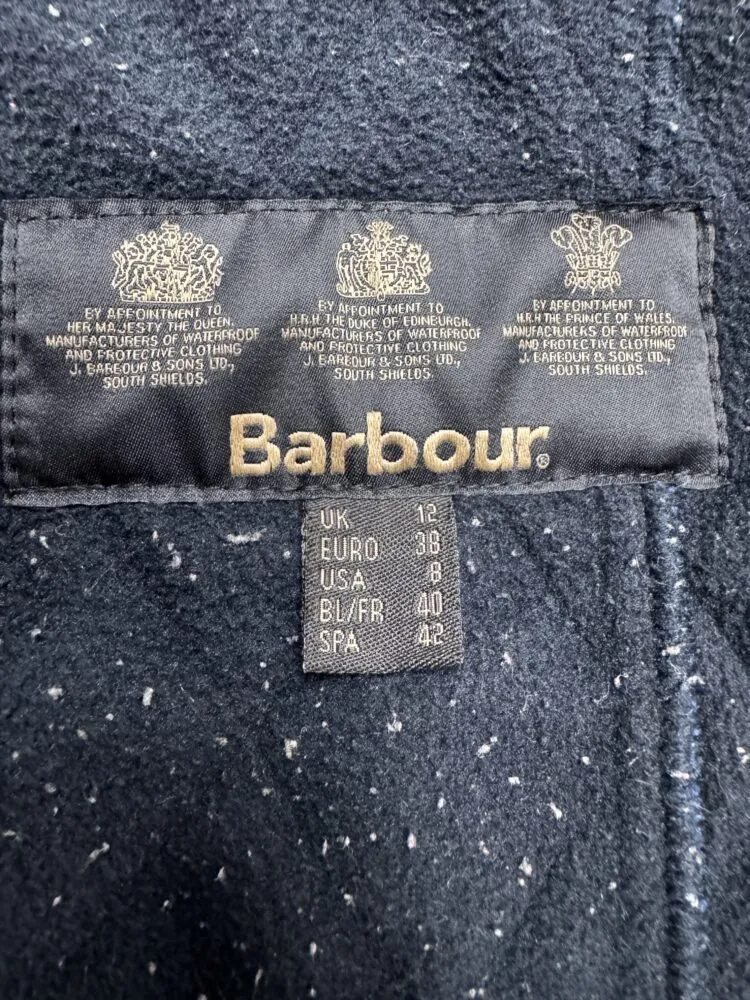 BY APPOINTMENT TO
HER MAJESTY THE QUEEN.
MANUFACTURERS OF WATERPROOF
AND PROTECTIVE CLOTHING
J. BARBOUR & SONS LTD.,
SOUTH SHIELDS.
BY APPOINTMENT TO
H.R.H. THE DUKE OF EDINBURGH.
MANUFACTURERS OF WATERPROOF
AND PROTECTIVE CLOTHING
J. BARBOUR & SONS LTD.,
SOUTH SHIELDS.
BY APPOINTMENT TO
H.R.H THE PRINCE OF WALES.
MANUFACTURERS OF WATERPROOF
AND PROTECTIVE CLOTHING
J. BARBOUR & SONS LTD.,
SOUTH SHIELDS.
Barbour®
UK 12
EURO 38
USA 8
BL/FR 40
SPA 42